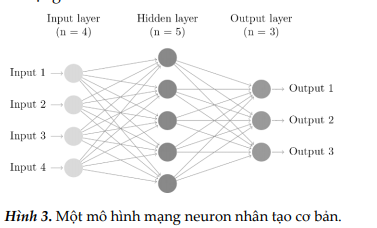 Input layer Hidden layer Output layer
(n = 4) (n = 5) (n = 3)
Input 1
Input 2
Input 3
Input 4
Output 1
Output 2
Output 3
Hình 3. Một mô hình mạng neuron nhân tạo cơ bản.